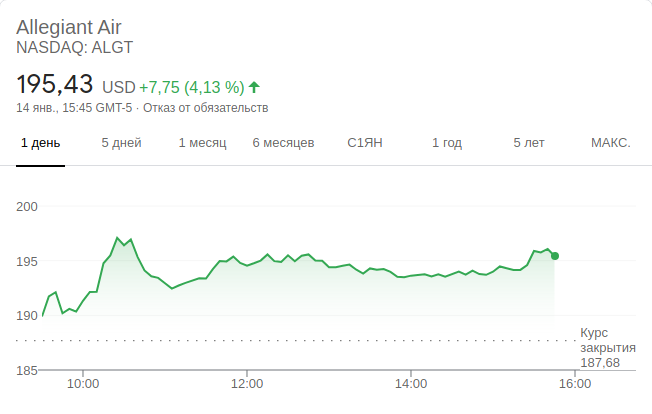 Allegiant Air
NASDAQ: ALGT
195,43 USD +7,75 (4,13 %)
14 янв., 15:45 GMT-5 · Отказ от обязательств
1 день 5 дней 1 месяц 6 месяцев С1ЯН 1 год 5 лет МАКС.
200
195
190
Курс
закрытия
187,68
185
10:00 12:00 14:00 16:00